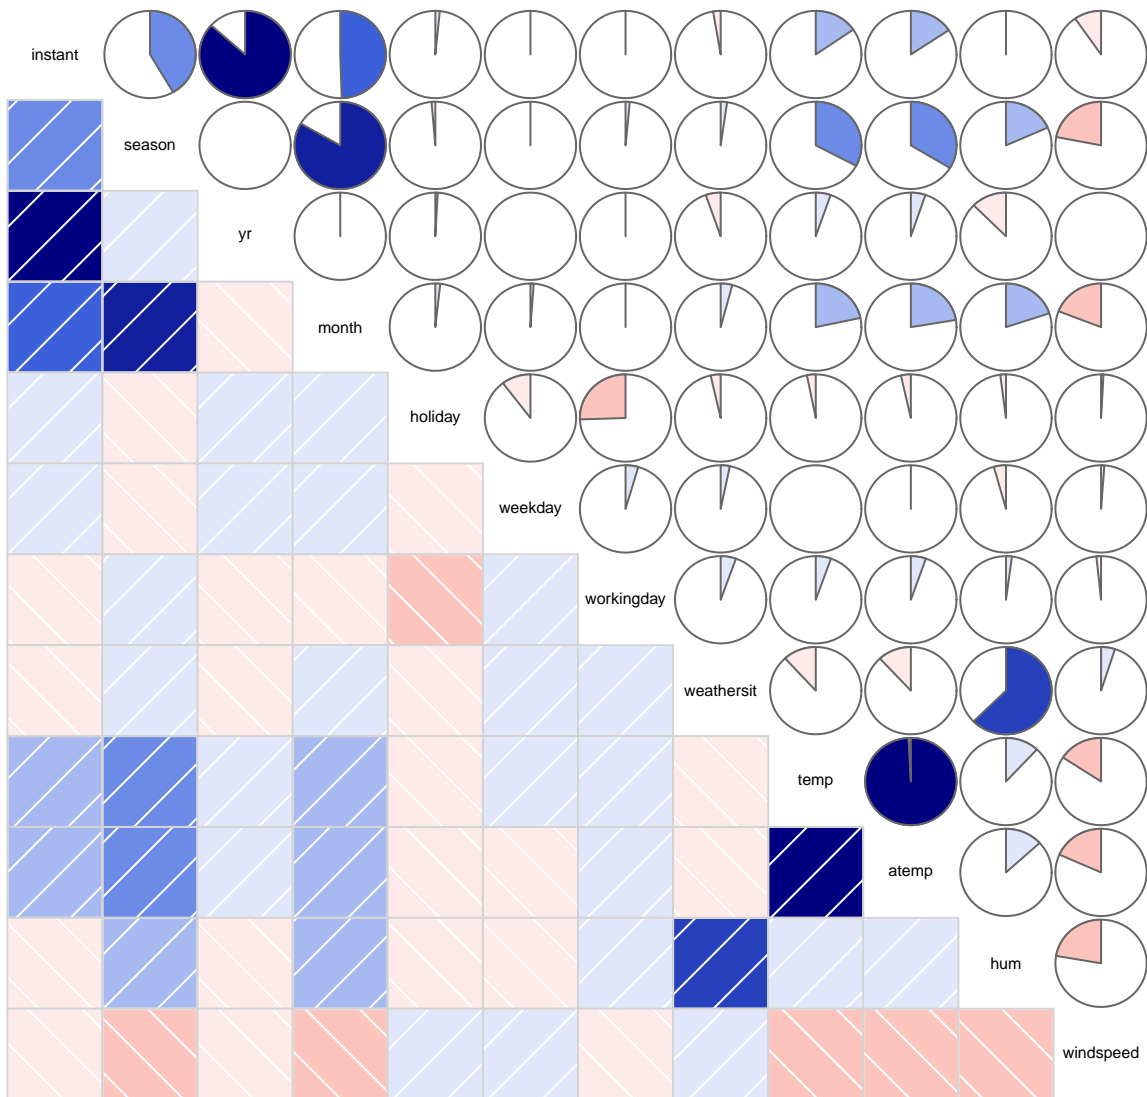 instant
season
yr
month
holiday
weekday
workingday
weathersit
temp
atemp
hum
windspeed